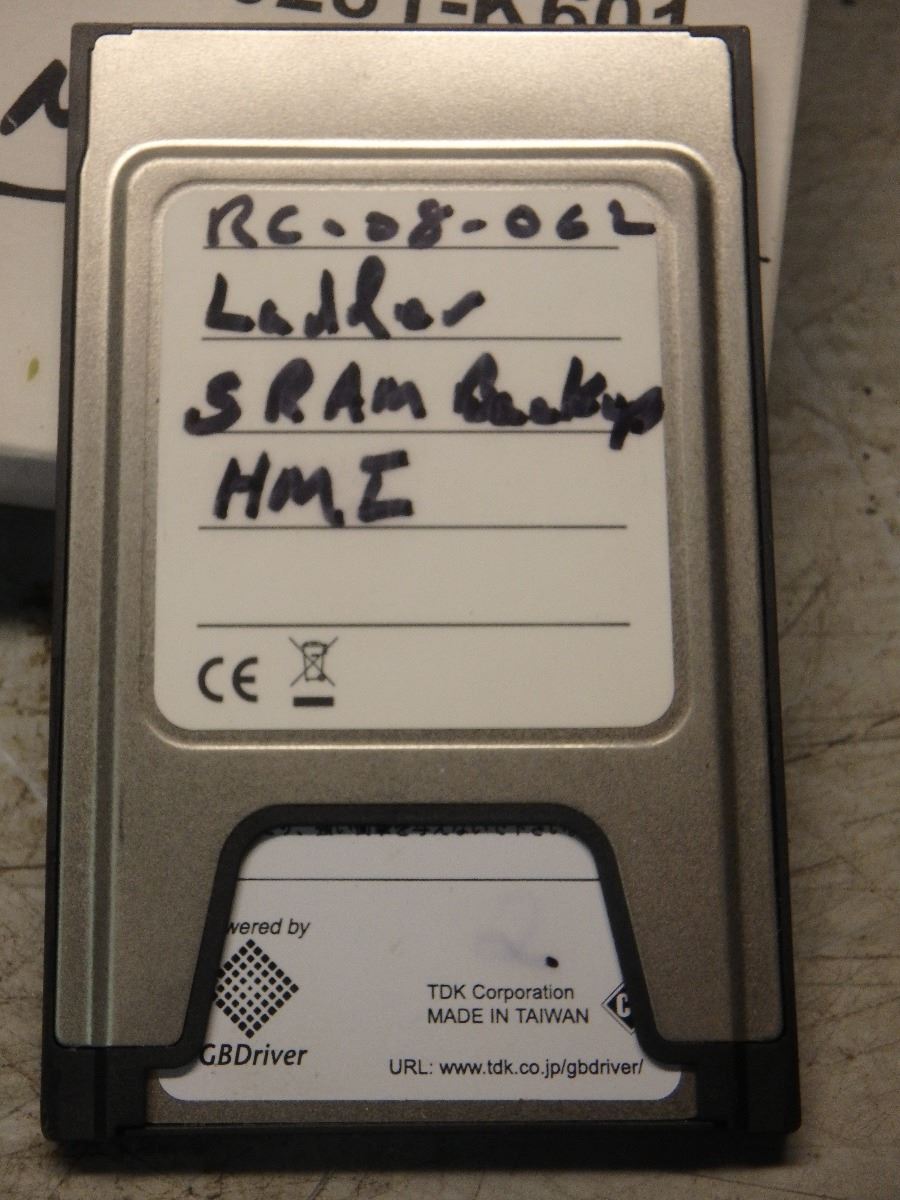 RC-08-062
Ladder
SRAM Backup
HMI
CE
wered by
GBDriver
TDK Corporation
MADE IN TAIWAN
C
URL: www.tdk.co.jp/gbdriver/